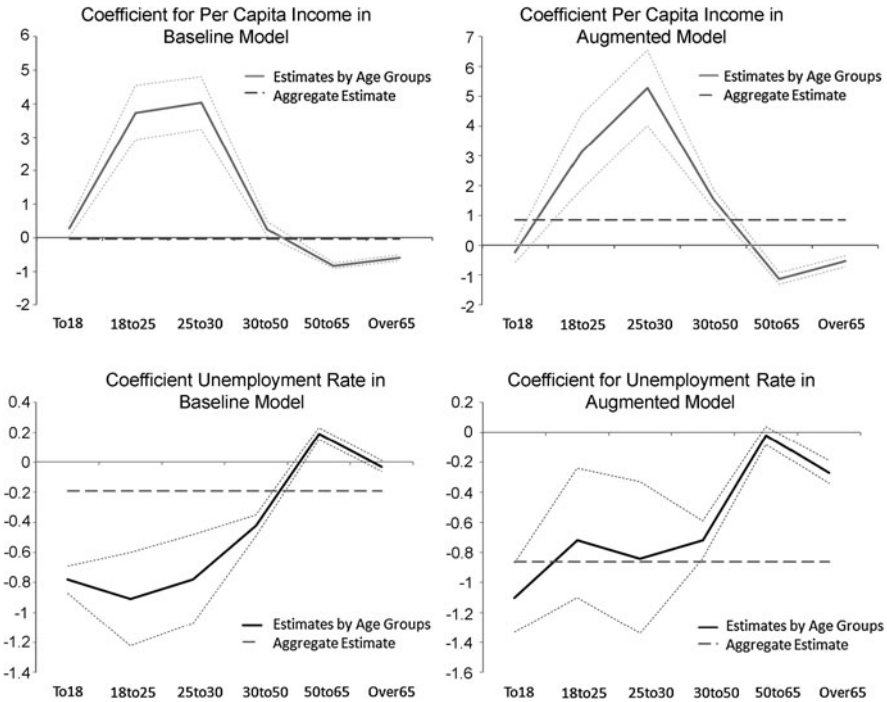 Coefficient for Per Capita Income in
Baseline Model
6
5
4
3
2
1
0
-1
-2
Estimates by Age Groups
Aggregate Estimate
To18
18to25
25to30
30to50
50to65
Over65
Coefficient Per Capita Income in
Augmented Model
7
6
5
4
3
2
1
0
-1
-2
Estimates by Age Groups
Aggregate Estimate
To18
18to25
25to30
30to50
50to65
Over65
Coefficient Unemployment Rate in
Baseline Model
0.4
0.2
0
-0.2
-0.4
-0.6
-0.8
-1
-1.2
-1.4
Estimates by Age Groups
Aggregate Estimate
To18
18to25
25to30
30to50
50to65
Over65
Coefficient for Unemployment Rate in
Augmented Model
0.2
0
-0.2
-0.4
-0.6
-0.8
-1
-1.2
-1.4
-1.6
Estimates by Age Groups
Aggregate Estimate
To18
18to25
25to30
30to50
50to65
Over65